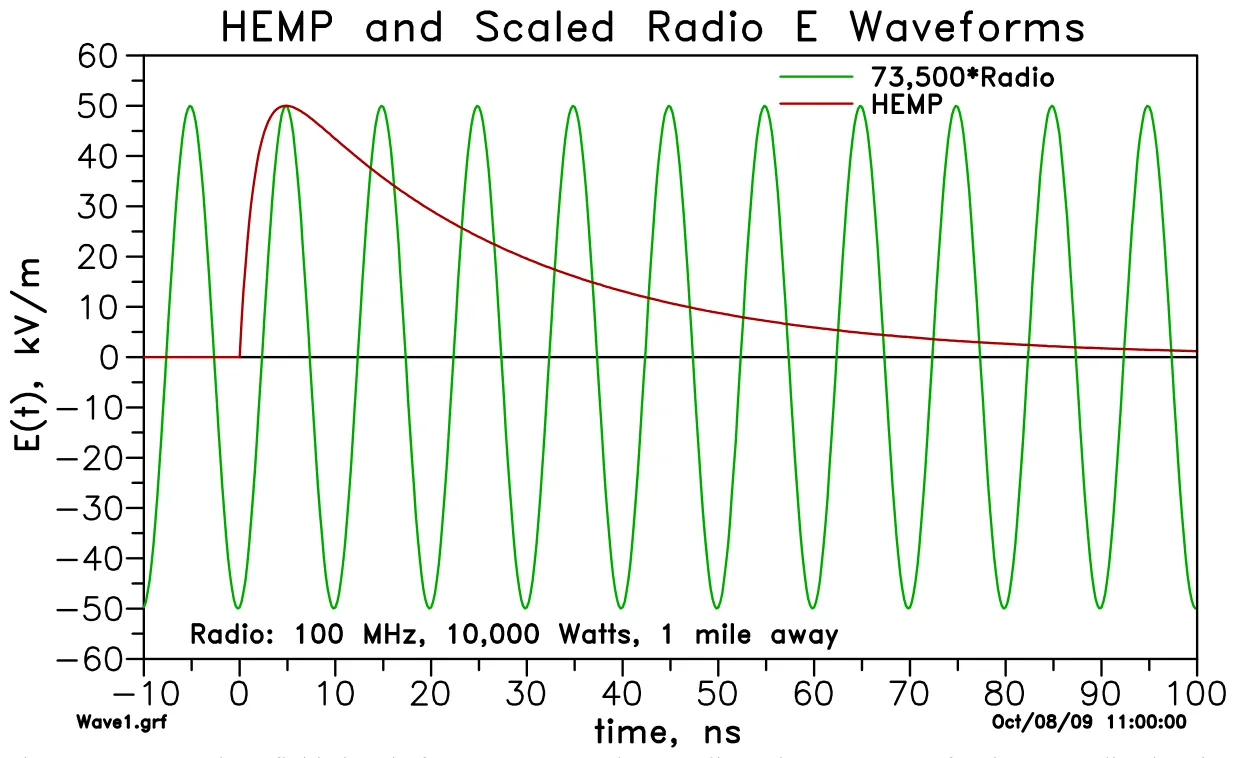 HEMP and Scaled Radio E Waveforms
60
50
40
30
20
10
0
−10
−20
−30
−40
−50
−60
E(t), kV/m
73,500*Radio
HEMP
Radio: 100 MHz, 10,000 Watts, 1 mile away
−10 0 10 20 30 40 50 60 70 80 90 100
Wave1.grf
time, ns
Oct/08/09 11:00:00